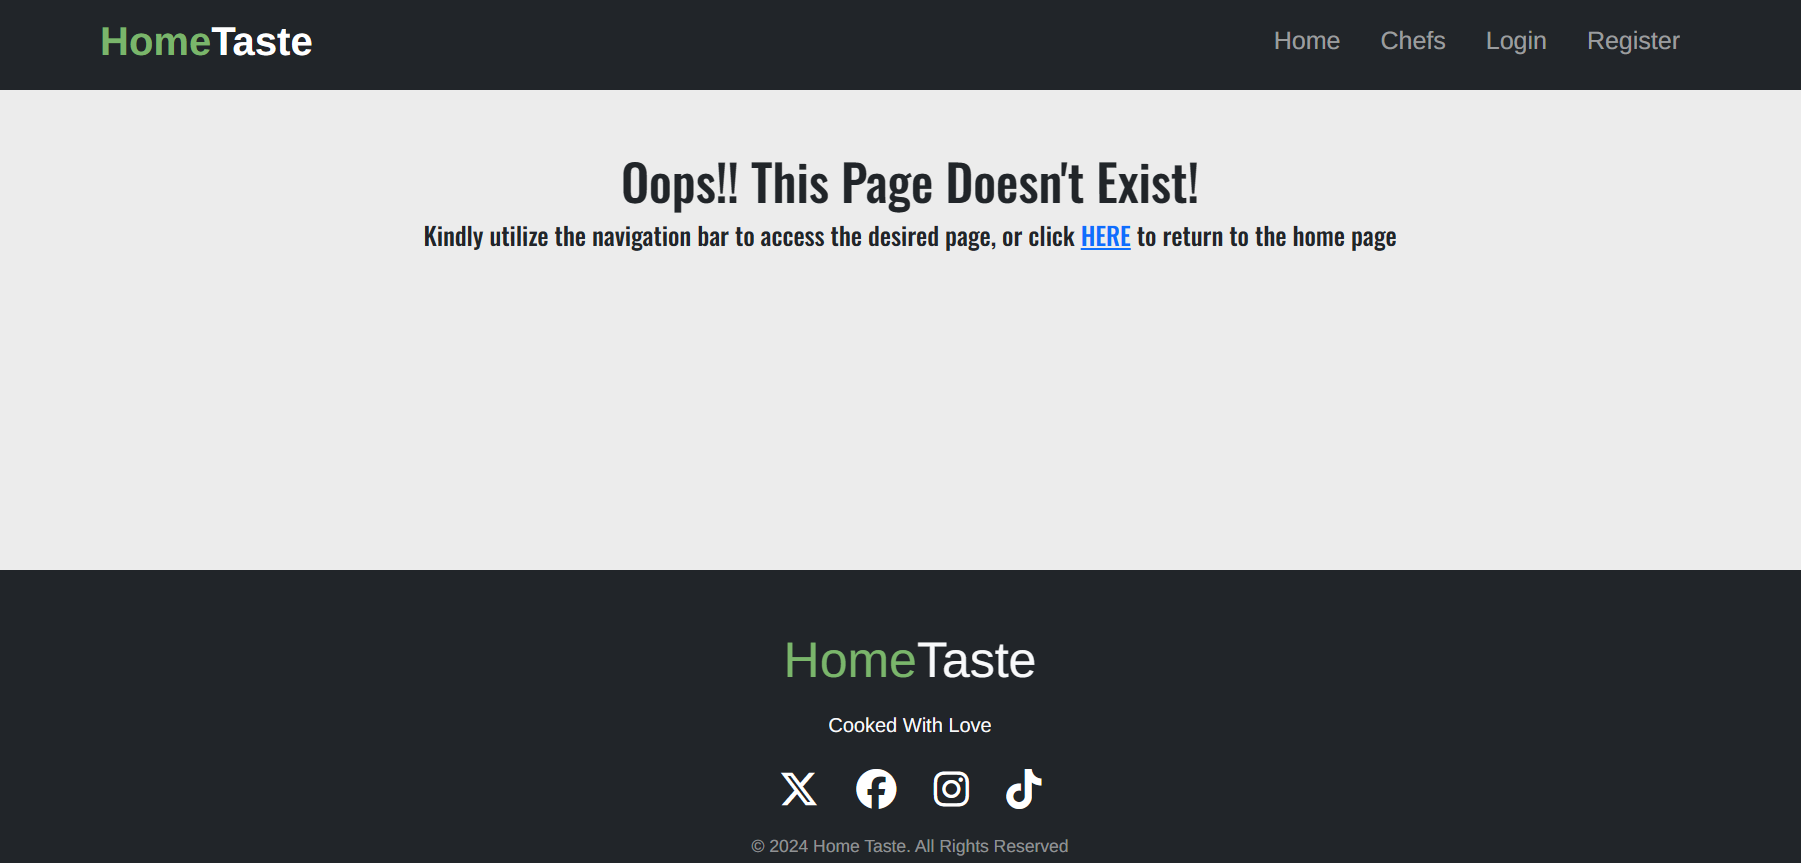 HomeTaste
Home Chefs Login Register
Oops!! This Page Doesn't Exist!
Kindly utilize the navigation bar to access the desired page, or click HERE to return to the home page
HomeTaste
Cooked With Love
© 2024 Home Taste. All Rights Reserved